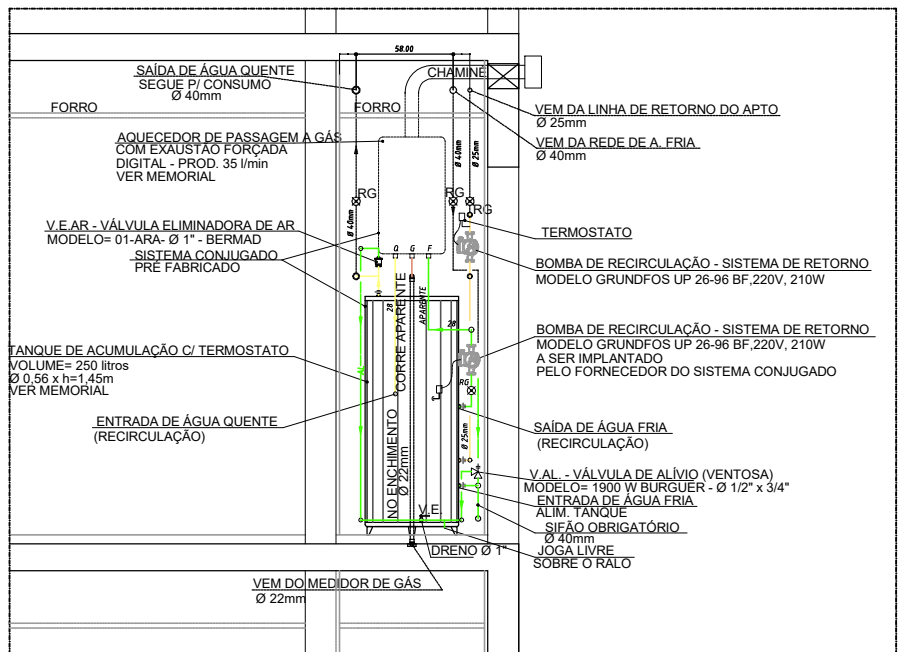 58.00
SAÍDA DE ÁGUA QUENTE
SEGUE P/ CONSUMO
Ø 40mm
CHAMINÉ
FORRO
FORRO
VEM DA LINHA DE RETORNO DO APTO
Ø 25mm
AQUECEDOR DE PASSAGEM A GÁS
COM EXAUSTÃO FORÇADA
DIGITAL - PROD. 35 l/min
VER MEMORIAL
VEM DA REDE DE A. FRIA
Ø 40mm
Ø 40mm
Ø 25mm
RG
RG
RG
Ø 40mm
V.E.AR - VÁLVULA ELIMINADORA DE AR
MODELO= 01-ARA- Ø 1" - BERMAD
TERMOSTATO
SISTEMA CONJUGADO
PRÉ FABRICADO
Q
G
F
BOMBA DE RECIRCULAÇÃO - SISTEMA DE RETORNO
MODELO GRUNDFOS UP 26-96 BF,220V, 210W
28
CORRE APARENTE
APARENTE
28
BOMBA DE RECIRCULAÇÃO - SISTEMA DE RETORNO
MODELO GRUNDFOS UP 26-96 BF,220V, 210W
A SER IMPLANTADO
PELO FORNECEDOR DO SISTEMA CONJUGADO
TANQUE DE ACUMULAÇÃO C/ TERMOSTATO
VOLUME= 250 litros
Ø 0,56 x h=1,45m
VER MEMORIAL
RG
ENTRADA DE ÁGUA QUENTE
(RECIRCULAÇÃO)
NO ENCHIMENTO
Ø 22mm
Ø 25mm
SAÍDA DE ÁGUA FRIA
(RECIRCULAÇÃO)
V.AL. - VÁLVULA DE ALÍVIO (VENTOSA)
MODELO= 1900 W BURGUER - Ø 1/2" x 3/4"
ENTRADA DE ÁGUA FRIA
ALIM. TANQUE
V.E.
SIFÃO OBRIGATÓRIO
Ø 40mm
DRENO Ø 1"
JOGA LIVRE
SOBRE O RALO
VEM DO MEDIDOR DE GÁS
Ø 22mm